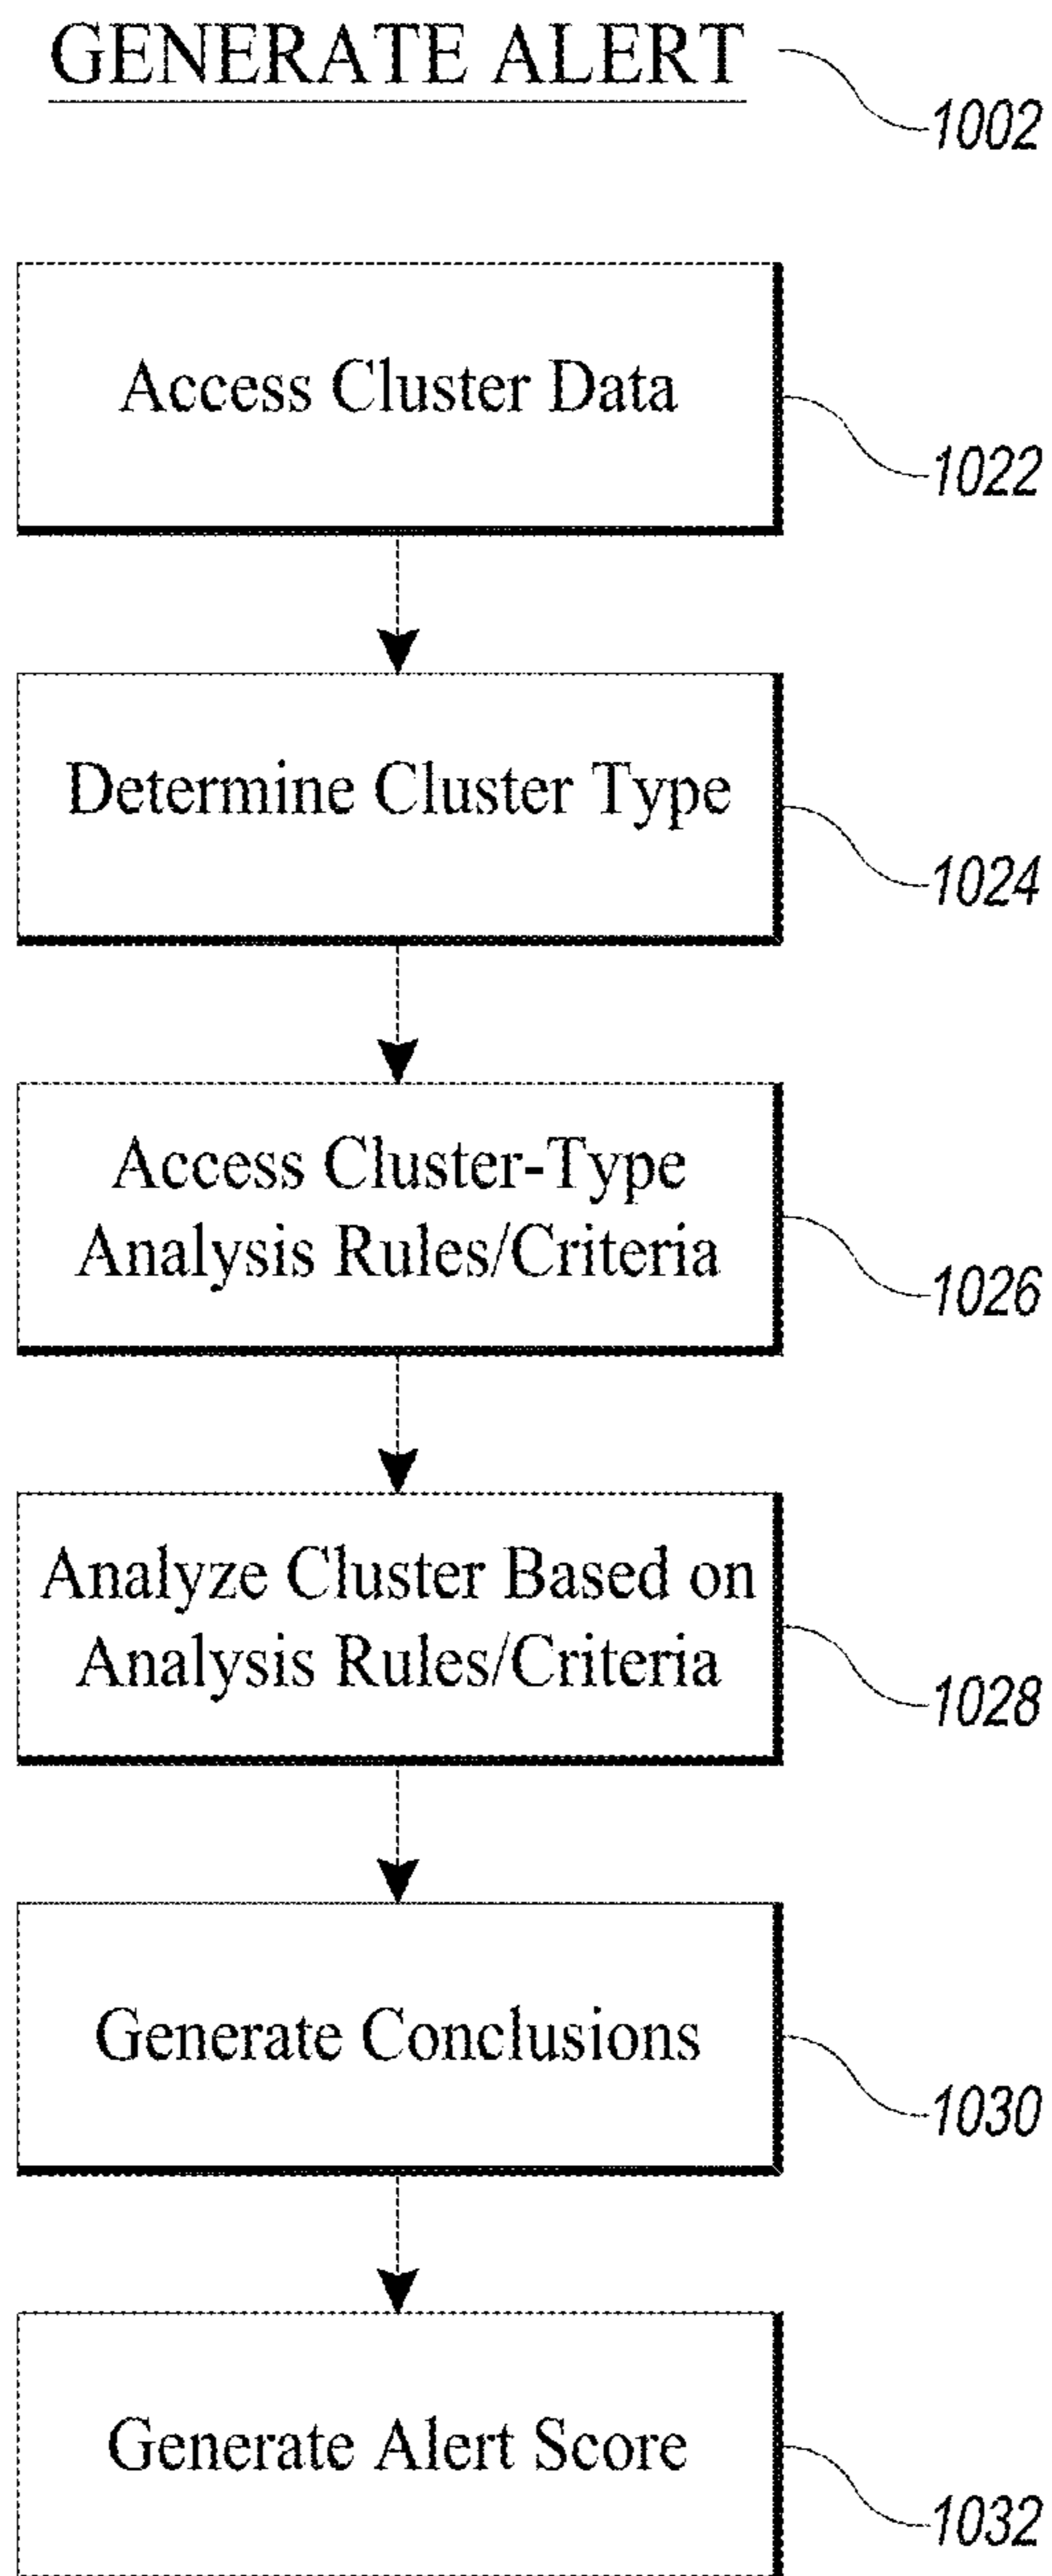 GENERATE ALERT
1002
Access Cluster Data
1022
Determine Cluster Type
1024
Access Cluster-Type
Analysis Rules/Criteria
1026
Analyze Cluster Based on
Analysis Rules/Criteria
1028
Generate Conclusions
1030
Generate Alert Score
1032